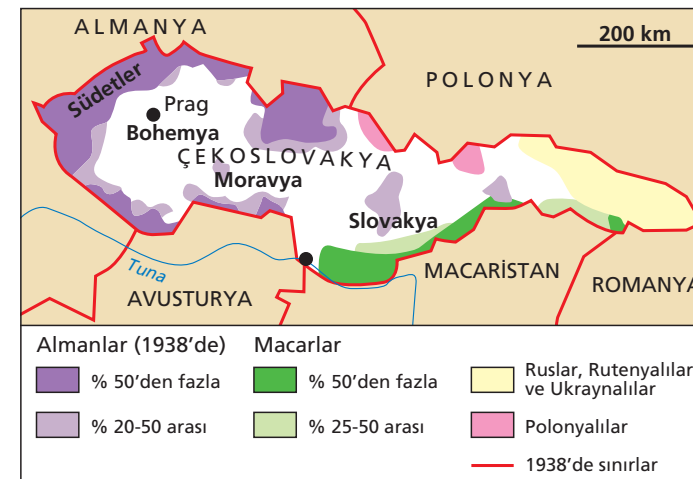 ALMANYA
200 km
POLONYA
Südetler
Prag
Bohemya
ÇEKOSLOVAKYA
Moravya
Slovakya
Tuna
AVUSTURYA
MACARİSTAN
ROMANYA
Almanlar (1938’de)
% 50’den fazla
% 20-50 arası
Macarlar
% 50’den fazla
% 25-50 arası
Ruslar, Rutenyalılar
ve Ukraynalılar
Polonyalılar
1938’de sınırlar